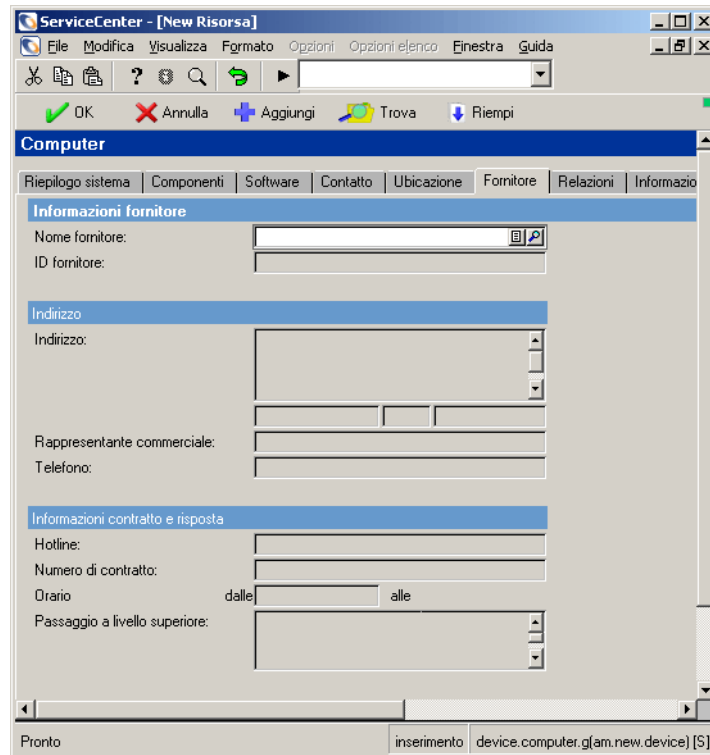 ServiceCenter - [New Risorsa]
File Modifica Visualizza Formato Opzioni Opzioni elenco Finestra Guida
OK Annulla Aggiungi Trova Riempi
Computer
Riepilogo sistema Componenti Software Contatto Ubicazione Fornitore Relazioni Informazio
Informazioni fornitore
Nome fornitore:
ID fornitore:
Indirizzo
Indirizzo:
Rappresentante commerciale:
Telefono:
Informazioni contratto e risposta
Hotline:
Numero di contratto:
Orario dalle alle
Passaggio a livello superiore:
Pronto inserimento device.computer.g(am.new.device) [S]